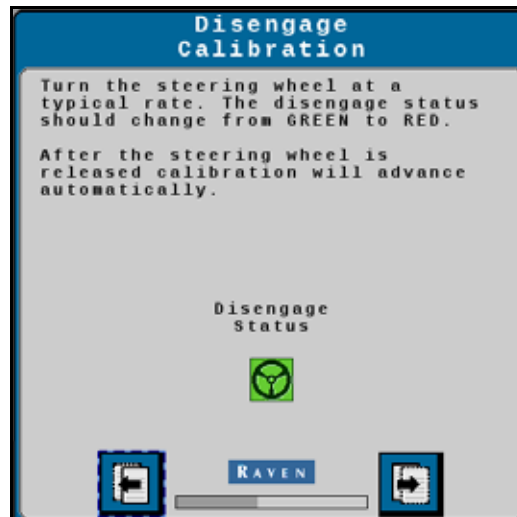 Disengage
Calibration
Turn the steering wheel at a
typical rate. The disengage status
should change from GREEN to RED.
After the steering wheel is
released calibration will advance
automatically.
Disengage
Status
RAVEN